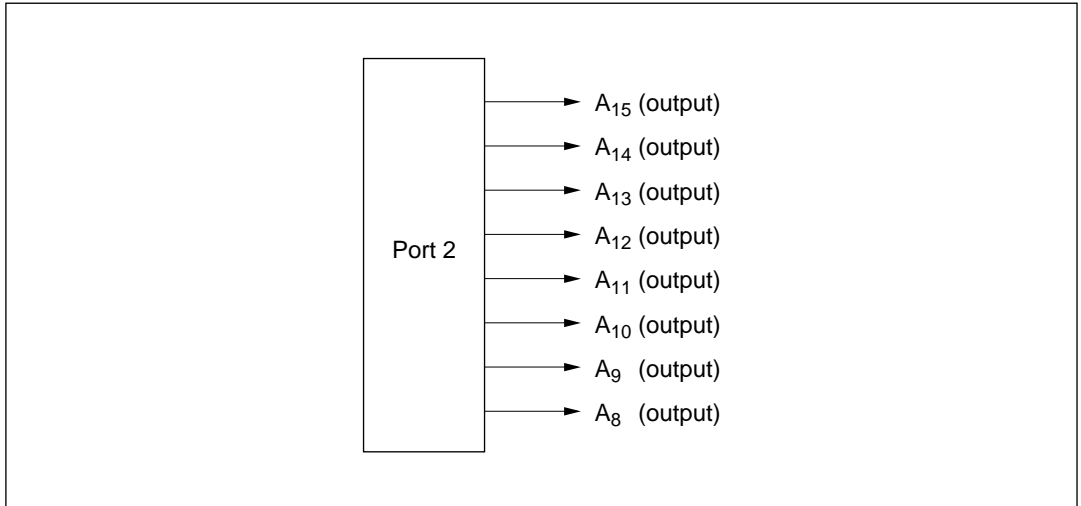 A15 (output)
A14 (output)
A13 (output)
A12 (output)
Port 2
A11 (output)
A10 (output)
A9 (output)
A8 (output)